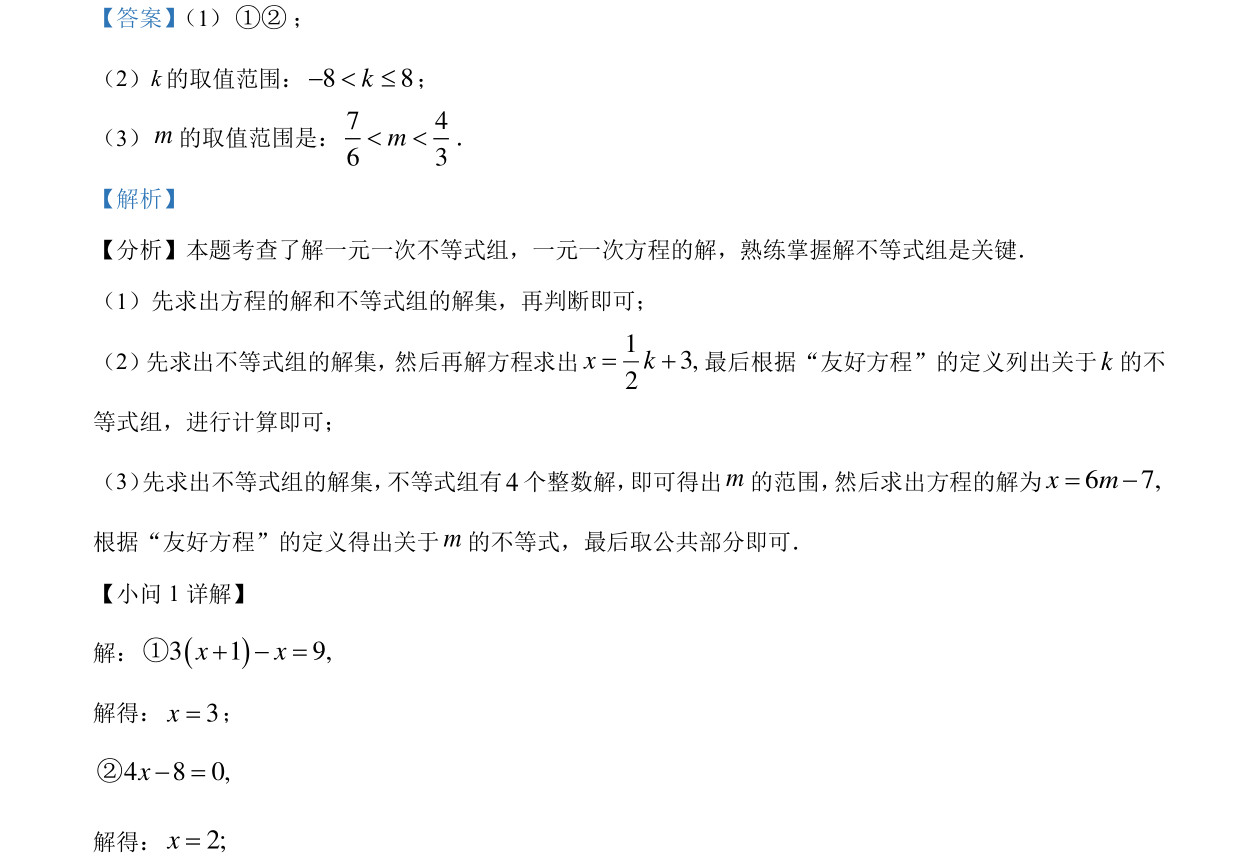 【答案】（1）①②；
（2）k 的取值范围：−8 < k ≤ 8；
（3）m 的取值范围是：7/6 < m < 4/3．
【解析】
【分析】本题考查了解一元一次不等式组，一元一次方程的解，熟练掌握解不等式组是关键．
（1）先求出方程的解和不等式组的解集，再判断即可；
（2）先求出不等式组的解集，然后再解方程求出 x = 1/2 k + 3, 最后根据“友好方程”的定义列出关于 k 的不
等式组，进行计算即可；
（3）先求出不等式组的解集，不等式组有 4 个整数解，即可得出 m 的范围，然后求出方程的解为 x = 6m − 7,
根据“友好方程”的定义得出关于 m 的不等式，最后取公共部分即可．
【小问 1 详解】
解：①3(x+1) − x = 9,
解得：x = 3；
②4x − 8 = 0,
解得：x = 2;